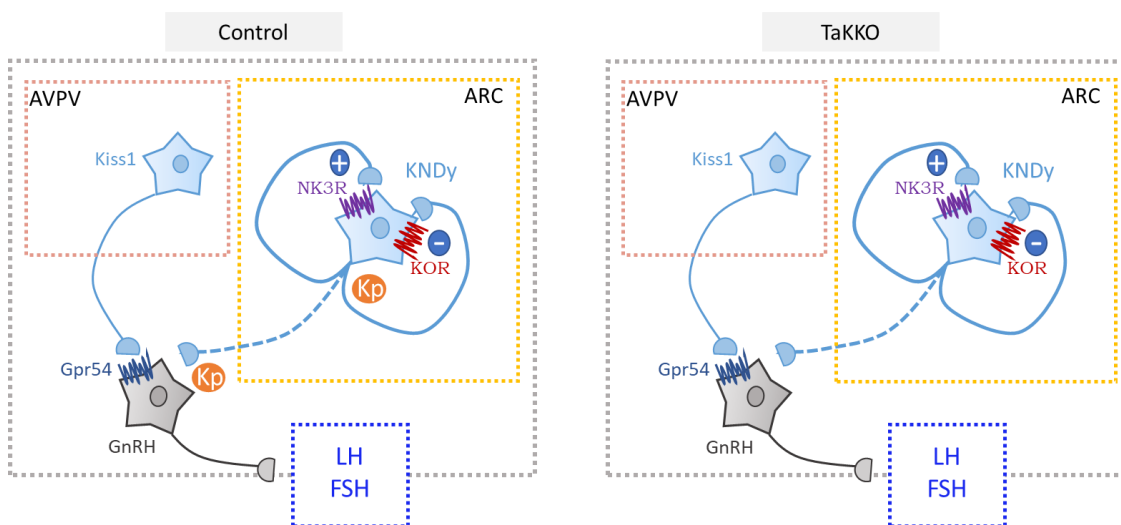 Control
AVPV
ARC
Kiss1
+
KNDy
NK3R
-
KOR
Kp
Gpr54
Kp
GnRH
LH
FSH
TaKKO
AVPV
ARC
Kiss1
+
KNDy
NK3R
-
KOR
Gpr54
GnRH
LH
FSH